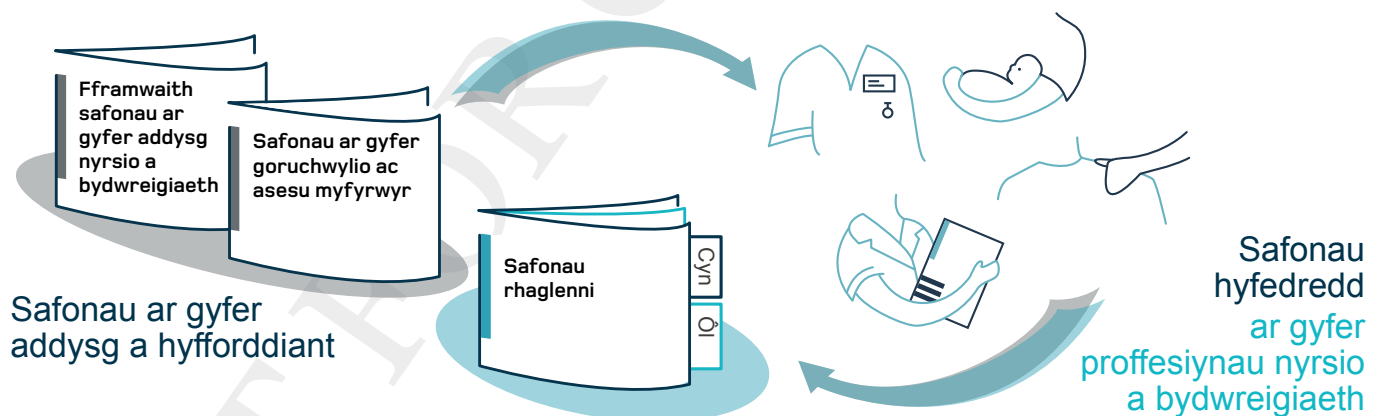 Fframwaith
safonau ar
gyfer addysg
nyrsio a
bydwreigiaeth
Safonau ar gyfer
goruchwylio ac
asesu myfyrwyr
Safonau
rhaglenni
Cyn
Ôl
Safonau ar gyfer
addysg a hyfforddiant
Safonau
hyfedredd
ar gyfer
proffesiynau nyrsio
a bydwreigiaeth